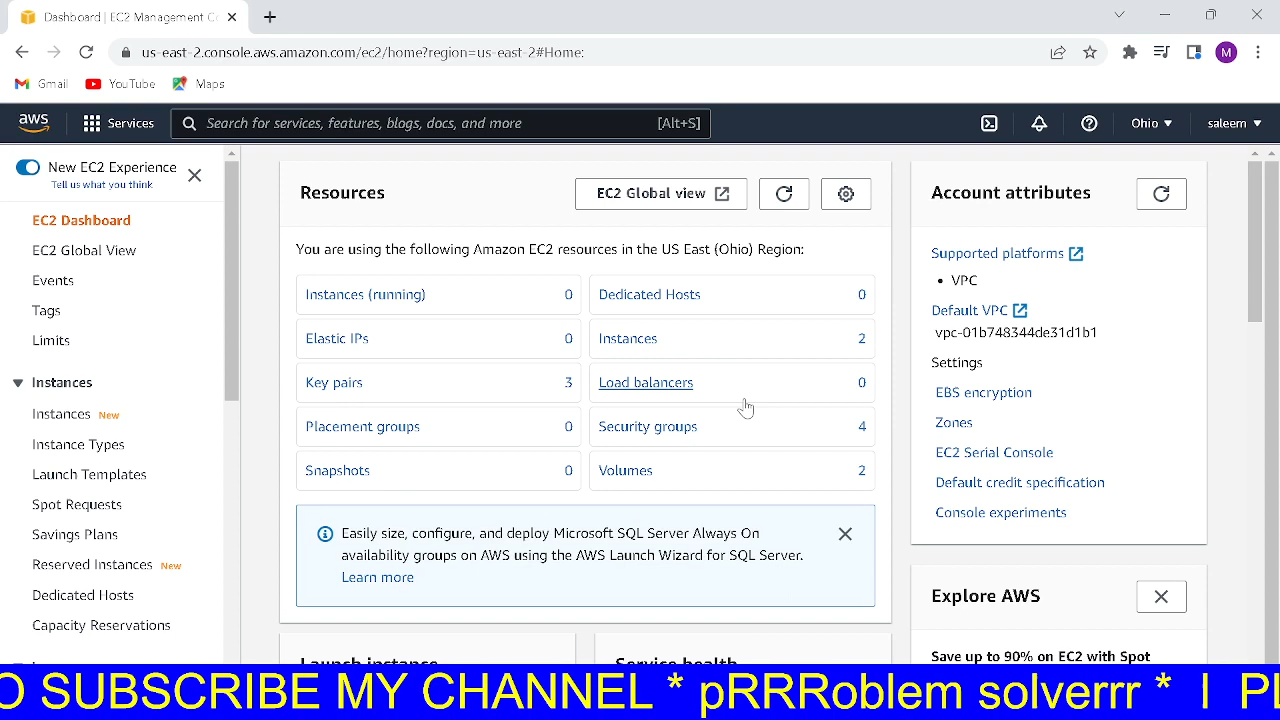 Dashboard | EC2 Management Co
us-east-2.console.aws.amazon.com/ec2/home?region=us-east-2#Home:
M
Gmail
YouTube
Maps
aws
Services
Search for services, features, blogs, docs, and more
[Alt+S]
Ohio
saleem
New EC2 Experience
Tell us what you think
EC2 Dashboard
EC2 Global View
Events
Tags
Limits
Instances
Instances New
Instance Types
Launch Templates
Spot Requests
Savings Plans
Reserved Instances New
Dedicated Hosts
Capacity Reservations
Resources
EC2 Global view
You are using the following Amazon EC2 resources in the US East (Ohio) Region:
Instances (running) 0
Dedicated Hosts 0
Elastic IPs 0
Instances 2
Key pairs 3
Load balancers 0
Placement groups 0
Security groups 4
Snapshots 0
Volumes 2
Easily size, configure, and deploy Microsoft SQL Server Always On
availability groups on AWS using the AWS Launch Wizard for SQL Server.
Learn more
Launch instance
Service health
Account attributes
Supported platforms
• VPC
Default VPC
vpc-01b748344de31d1b1
Settings
EBS encryption
Zones
EC2 Serial Console
Default credit specification
Console experiments
Explore AWS
Save up to 90% on EC2 with Spot
O SUBSCRIBE MY CHANNEL * pRRRoblem solverrr * | PL